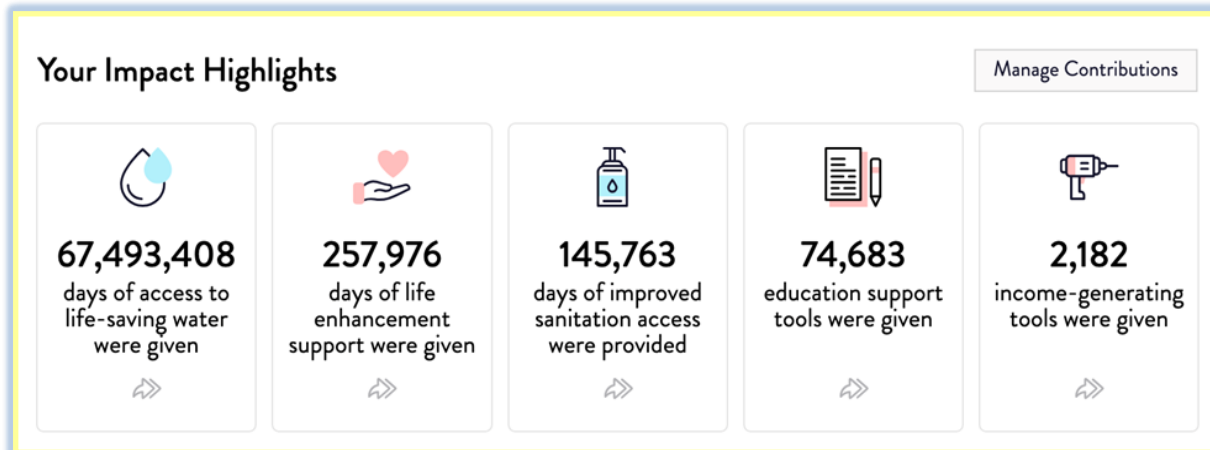 Your Impact Highlights
Manage Contributions
67,493,408
days of access to
life-saving water
were given
257,976
days of life
enhancement
support were given
145,763
days of improved
sanitation access
were provided
74,683
education support
tools were given
2,182
income-generating
tools were given